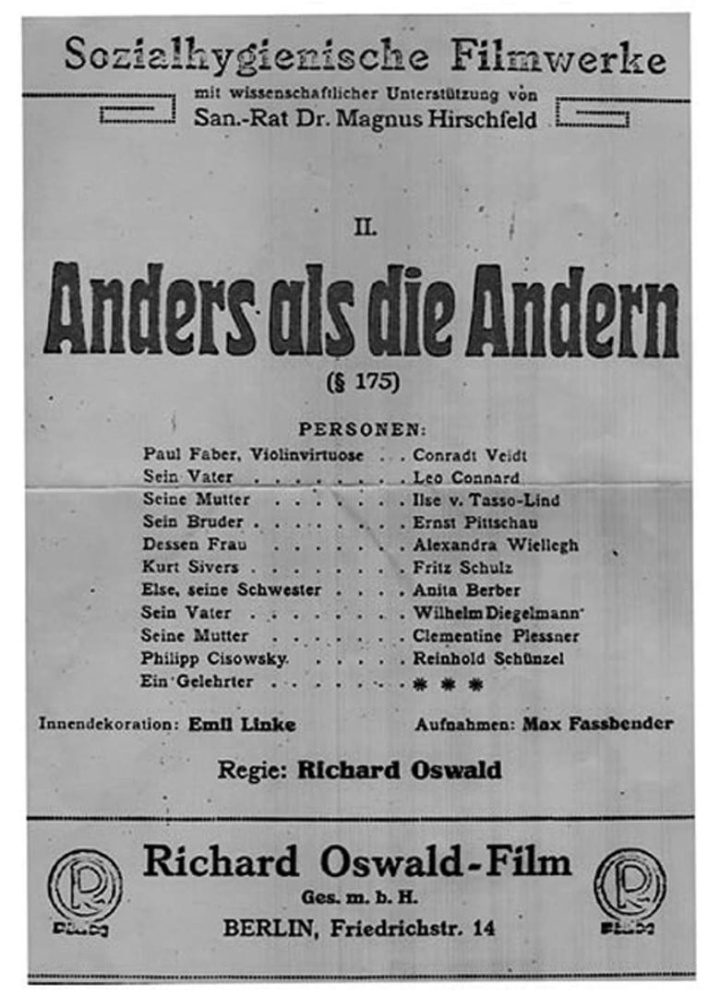 Sozialhygienische Filmwerke
mit wissenschaftlicher Unterstützung von
San.-Rat Dr. Magnus Hirschfeld
II.
Anders als die Andern
(§ 175)
PERSONEN:
Paul Faber, Violinvirtuose . . Conradt Veidt
Sein Vater . . . . . . . . Leo Connard
Seine Mutter . . . . . . . Ilse v. Tasso-Lind
Sein Bruder . . . . . . . . Ernst Pittschau
Dessen Frau . . . . . . . Alexandra Wiellegh
Kurt Sivers . . . . . . . . Fritz Schulz
Else, seine Schwester . . . . Anita Berber
Sein Vater . . . . . . . . Wilhelm Diegelmann
Seine Mutter . . . . . . . Clementine Plessner
Philipp Cisowsky. . . . . . Reinhold Schünzel
Ein Gelehrter . . . . . . . * * *
Innendekoration: Emil Linke Aufnahmen: Max Fassbender
Regie: Richard Oswald
Richard Oswald-Film
Ges. m. b. H.
BERLIN, Friedrichstr. 14